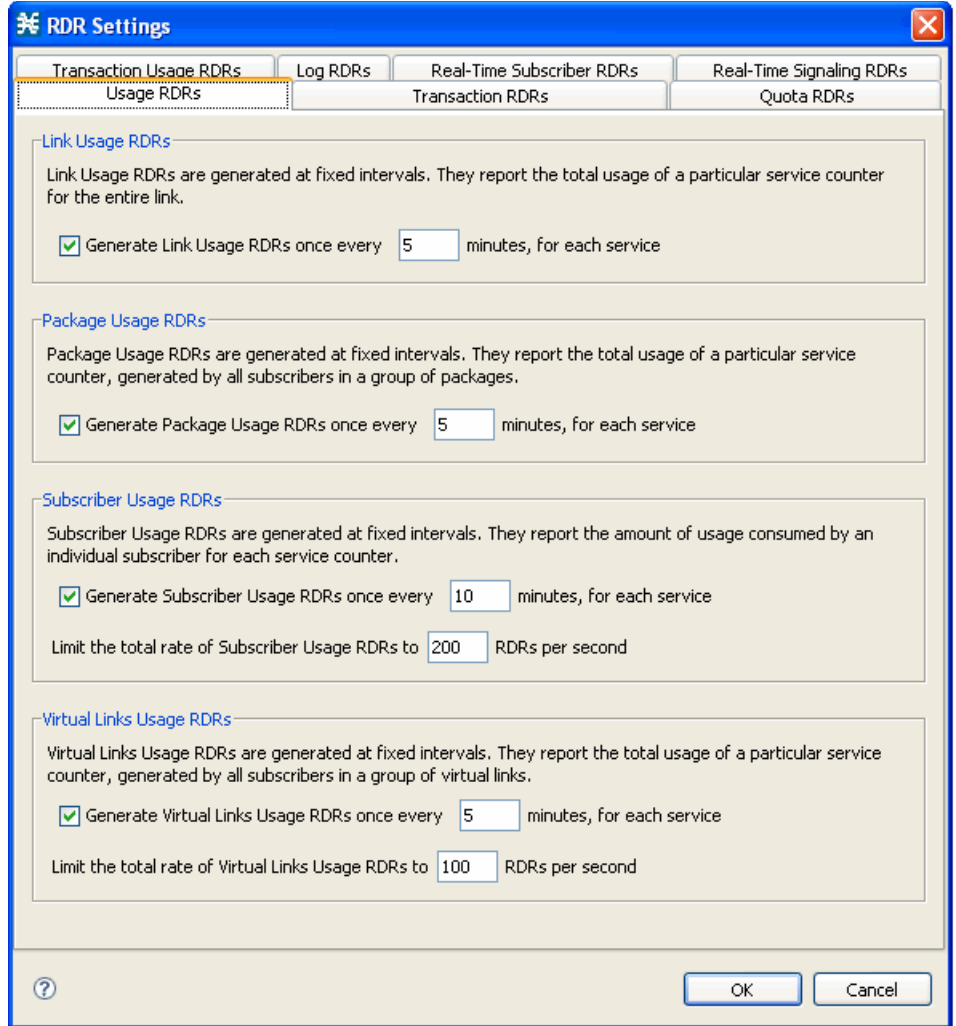 RDR Settings
Transaction Usage RDRs
Log RDRs
Real-Time Subscriber RDRs
Real-Time Signaling RDRs
Usage RDRs
Transaction RDRs
Quota RDRs
Link Usage RDRs
Link Usage RDRs are generated at fixed intervals. They report the total usage of a particular service counter
for the entire link.
Generate Link Usage RDRs once every 5 minutes, for each service
Package Usage RDRs
Package Usage RDRs are generated at fixed intervals. They report the total usage of a particular service
counter, generated by all subscribers in a group of packages.
Generate Package Usage RDRs once every 5 minutes, for each service
Subscriber Usage RDRs
Subscriber Usage RDRs are generated at fixed intervals. They report the amount of usage consumed by an
individual subscriber for each service counter.
Generate Subscriber Usage RDRs once every 10 minutes, for each service
Limit the total rate of Subscriber Usage RDRs to 200 RDRs per second
Virtual Links Usage RDRs
Virtual Links Usage RDRs are generated at fixed intervals. They report the total usage of a particular service
counter, generated by all subscribers in a group of virtual links.
Generate Virtual Links Usage RDRs once every 5 minutes, for each service
Limit the total rate of Virtual Links Usage RDRs to 100 RDRs per second
?
OK
Cancel